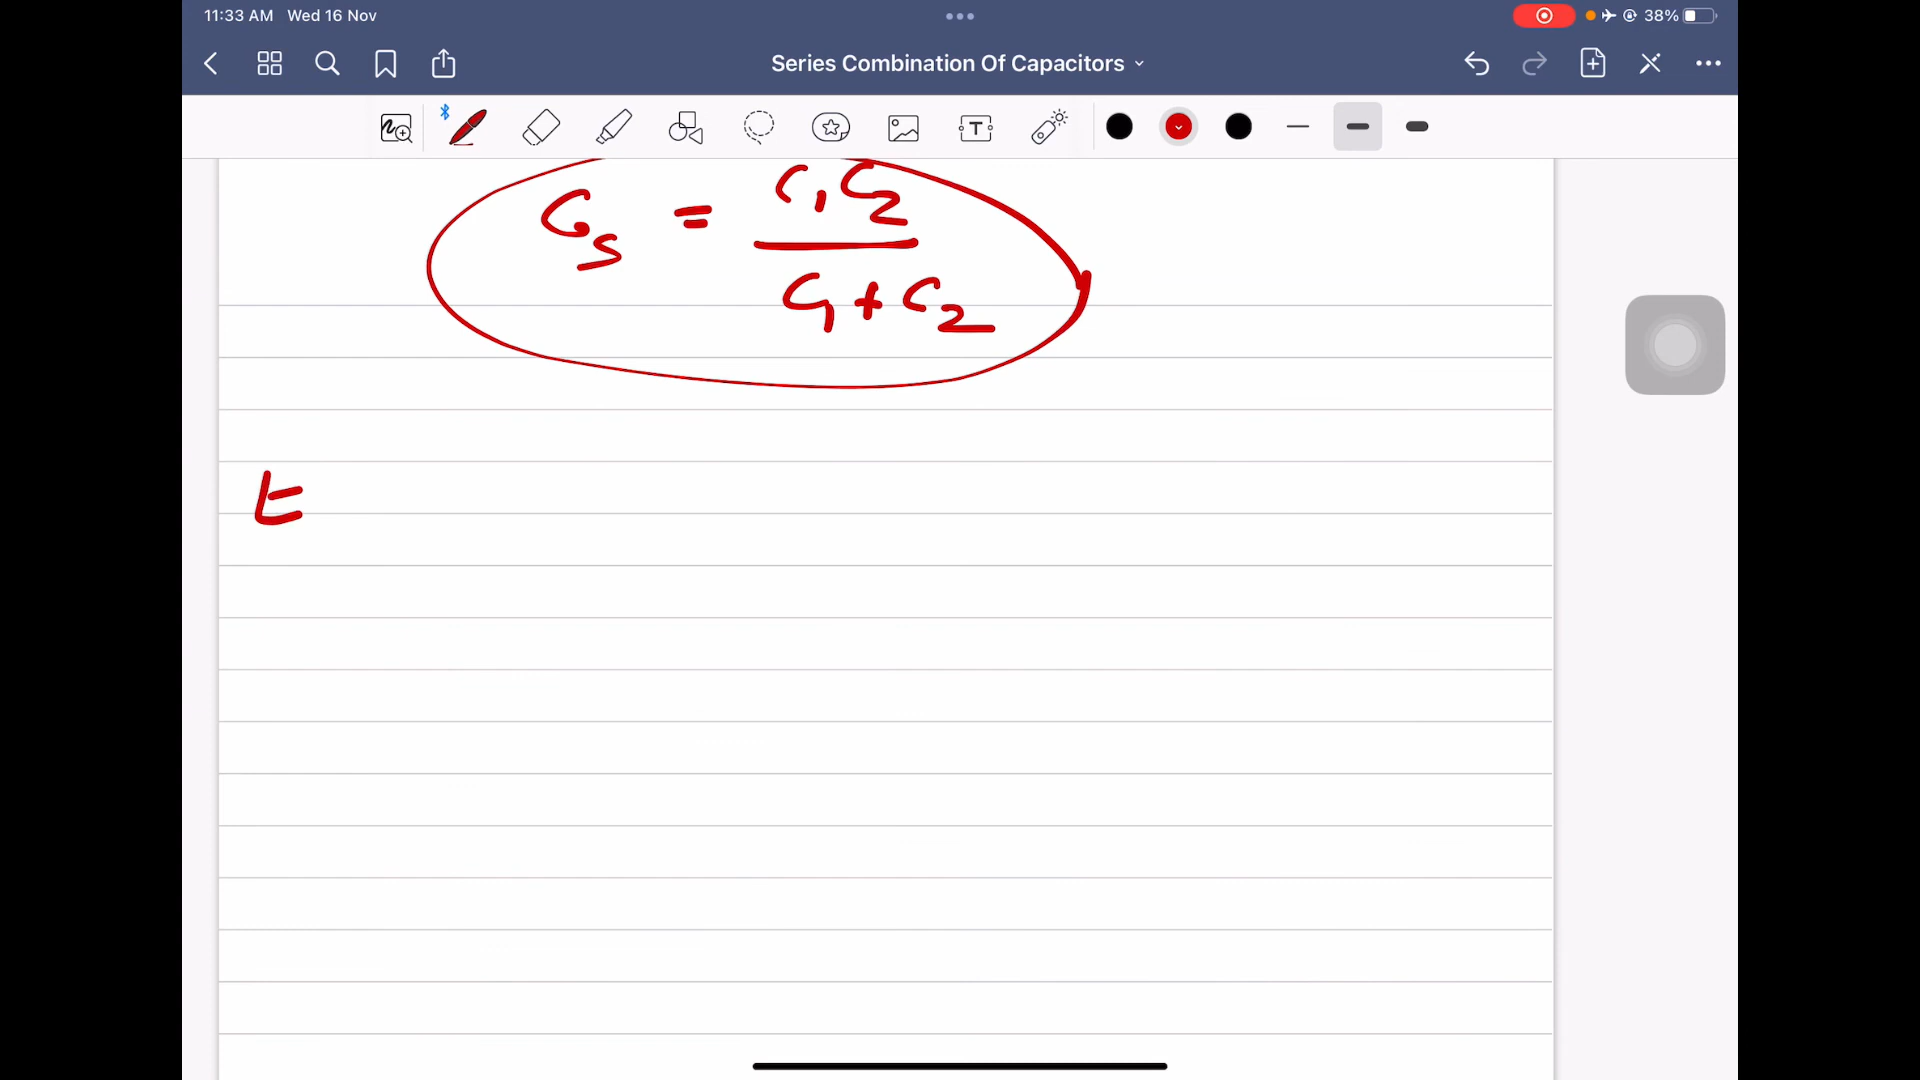 11:33 AM Wed 16 Nov 38%
Series Combination Of Capacitors
T
Cs = C1C2 / C1 + C2
E